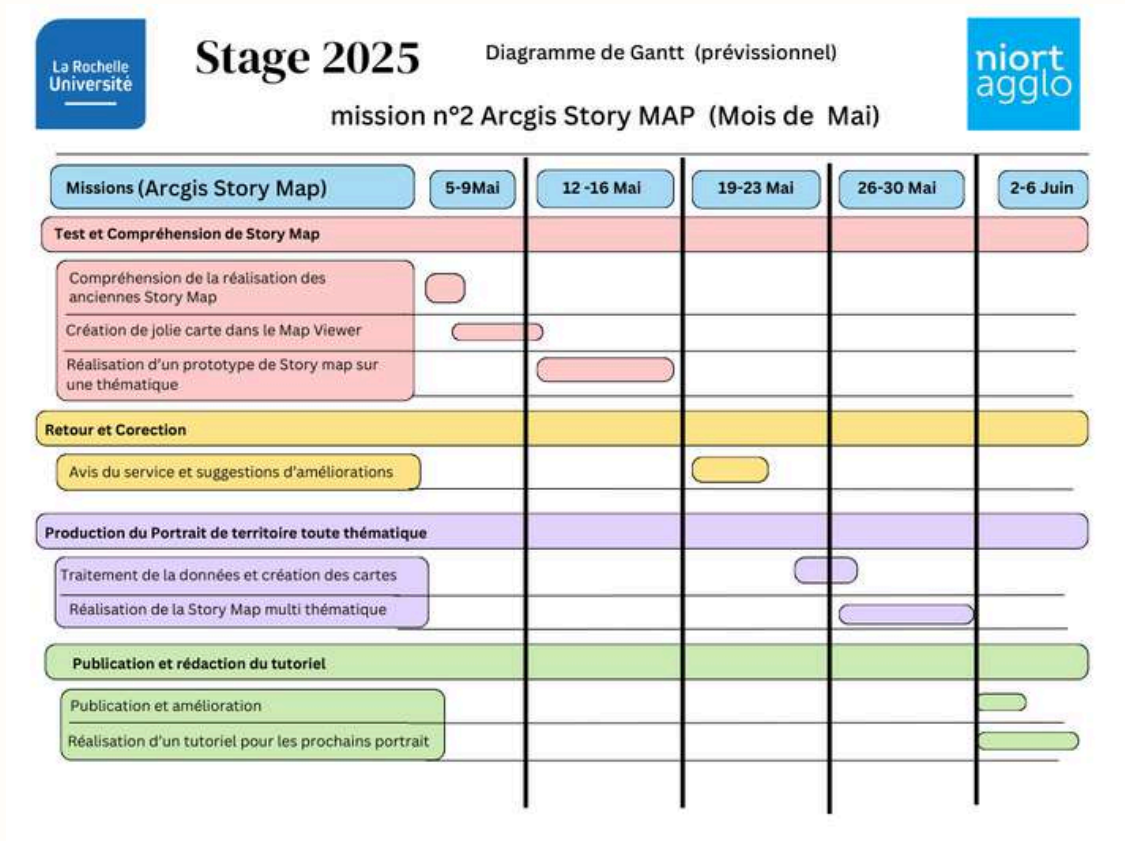 La Rochelle
Université
Stage 2025
Diagramme de Gantt (prévissionnel)
niort
agglo
mission n°2 Arcgis Story MAP (Mois de Mai)
Missions (Arcgis Story Map)
5-9Mai
12 -16 Mai
19-23 Mai
26-30 Mai
2-6 Juin
Test et Compréhension de Story Map
Compréhension de la réalisation des
anciennes Story Map
Création de jolie carte dans le Map Viewer
Réalisation d'un prototype de Story map sur
une thématique
Retour et Corection
Avis du service et suggestions d'améliorations
Production du Portrait de territoire toute thématique
Traitement de la données et création des cartes
Réalisation de la Story Map multi thématique
Publication et rédaction du tutoriel
Publication et amélioration
Réalisation d'un tutoriel pour les prochains portrait